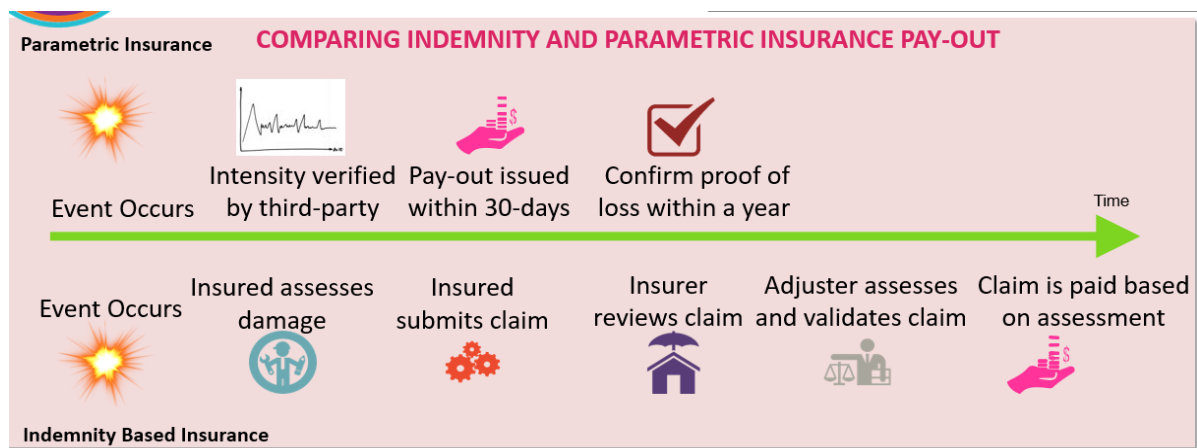 COMPARING INDEMNITY AND PARAMETRIC INSURANCE PAY-OUT
Parametric Insurance
Event Occurs
Intensity verified
by third-party
$
Pay-out issued
within 30-days
Confirm proof of
loss within a year
Time
Event Occurs
Insured assesses
damage
Insured
submits claim
Insurer
reviews claim
Adjuster assesses
and validates claim
Claim is paid based
on assessment
$
Indemnity Based Insurance